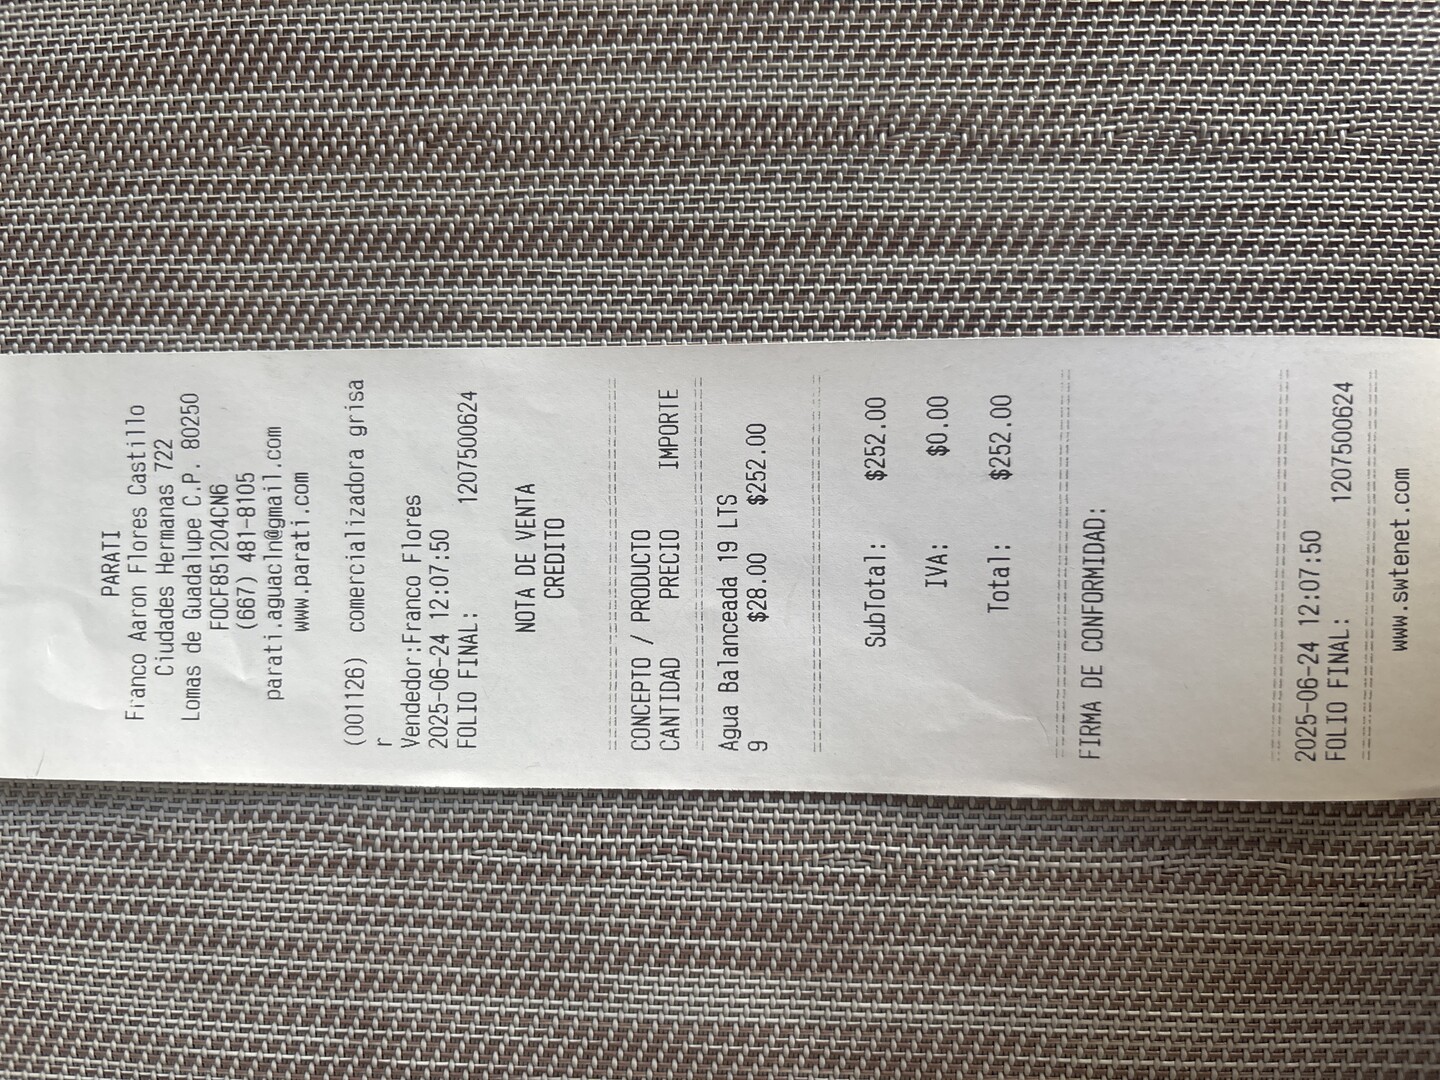 PARATI
Franco Aaron Flores Castillo
Ciudades Hermanas 722
Lomas de Guadalupe C.P. 80250
FOCF851204CN6
(667) 481-8105
parati.aguacln@gmail.com
www.parati.com
(001126) comercializadora grisa
r
Vendedor:Franco Flores
2025-06-24 12:07:50
FOLIO FINAL: 1207500624
NOTA DE VENTA
CREDITO
CONCEPTO / PRODUCTO
CANTIDAD PRECIO IMPORTE
Agua Balanceada 19 LTS
9 $28.00 $252.00
SubTotal: $252.00
IVA: $0.00
Total: $252.00
FIRMA DE CONFORMIDAD:
2025-06-24 12:07:50
FOLIO FINAL: 1207500624
www.swtenet.com